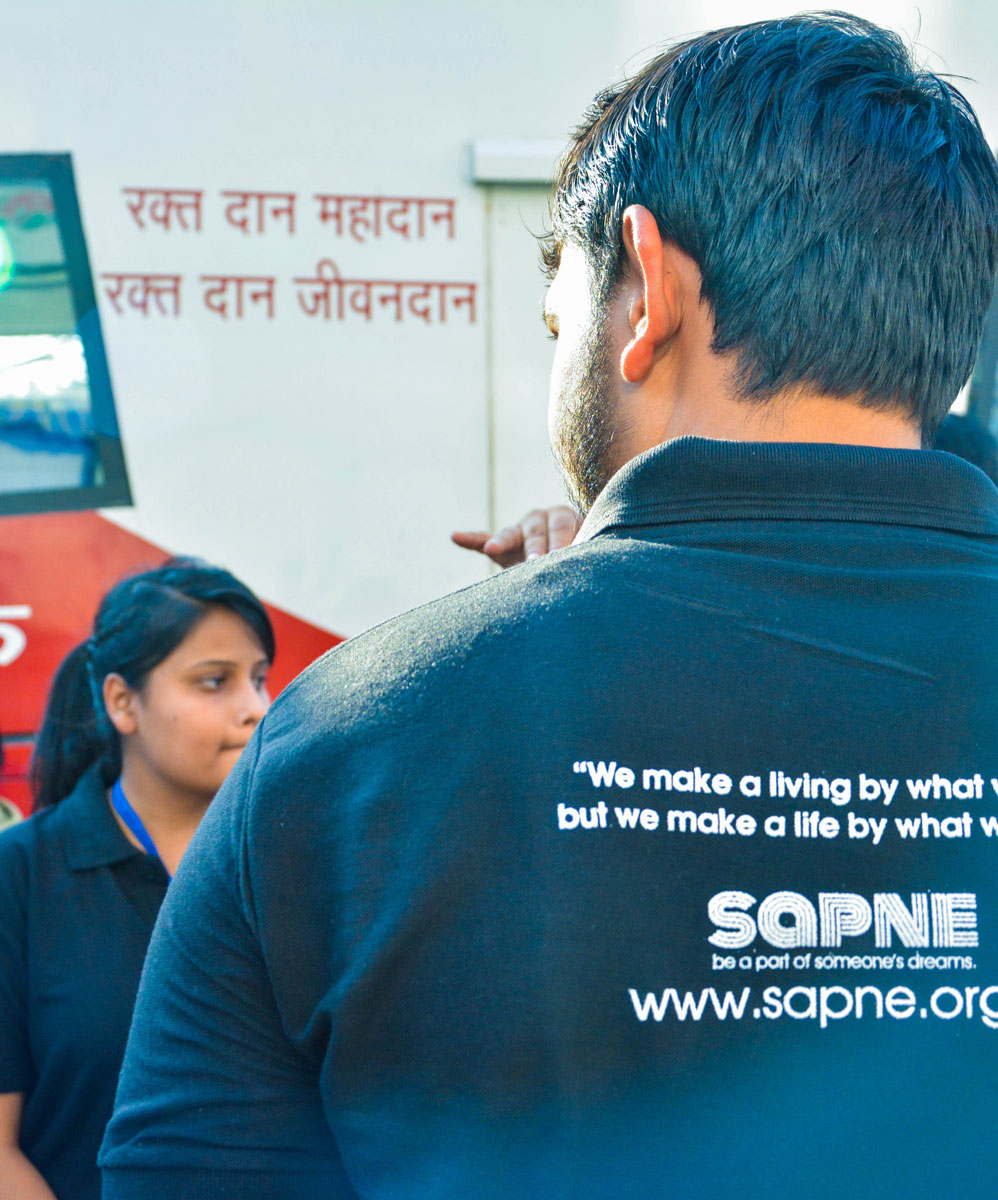 रक्त दान महादान
रक्त दान जीवनदान
“We make a living by what
but we make a life by what
SAPNE
be a part of someone's dreams.
www.sapne.org